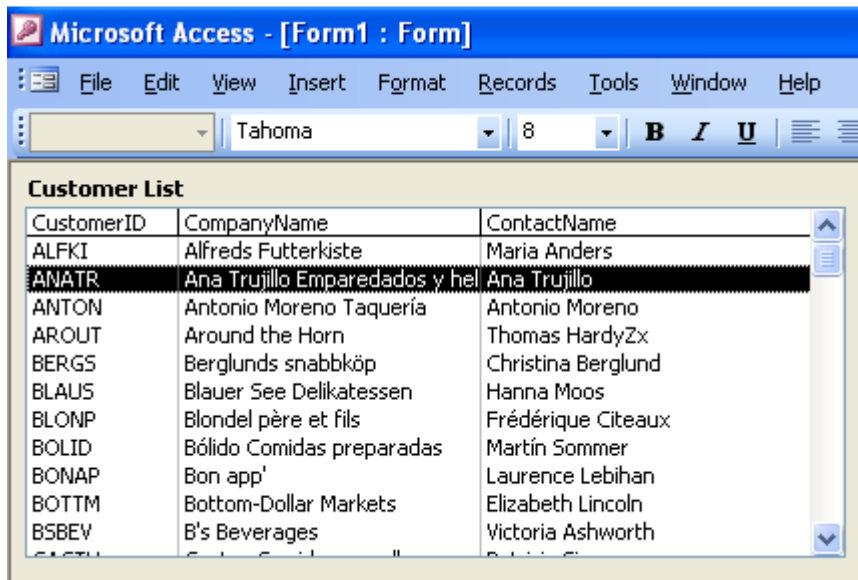 Microsoft Access - [Form1 : Form]
File Edit View Insert Format Records Tools Window Help
Tahoma 8 B I U
Customer List
CustomerID CompanyName ContactName
ALFKI Alfreds Futterkiste Maria Anders
ANATR Ana Trujillo Emparedados y hel Ana Trujillo
ANTON Antonio Moreno Taquería Antonio Moreno
AROUT Around the Horn Thomas HardyZx
BERGS Berglunds snabbköp Christina Berglund
BLAUS Blauer See Delikatessen Hanna Moos
BLONP Blondel père et fils Frédérique Citeaux
BOLID Bólido Comidas preparadas Martín Sommer
BONAP Bon app' Laurence Lebihan
BOTTM Bottom-Dollar Markets Elizabeth Lincoln
BSBEV B's Beverages Victoria Ashworth